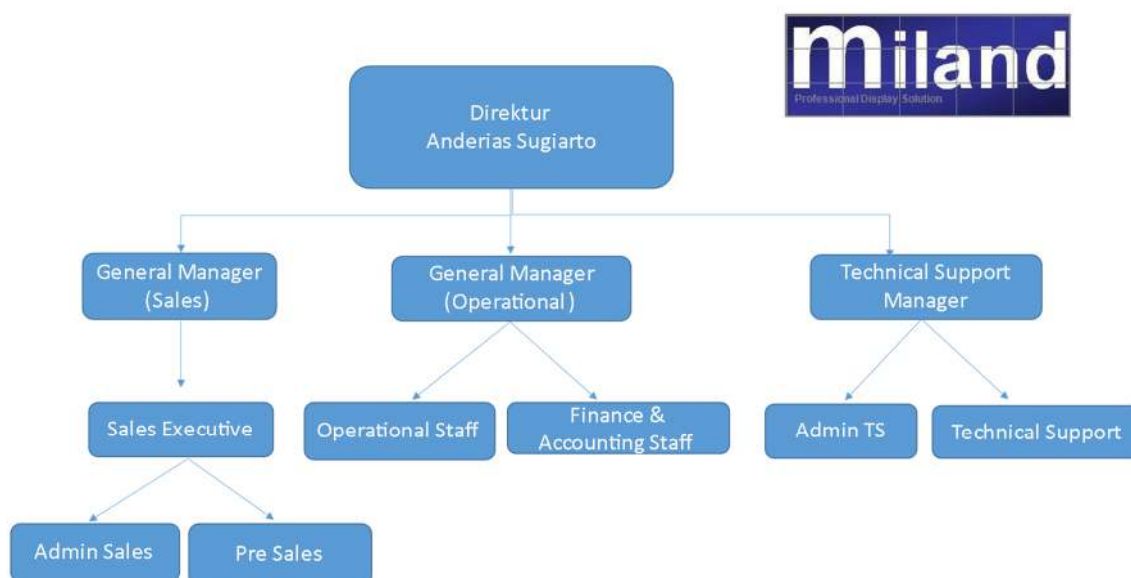 miland
Professional Display Solution
Direktur
Anderias Sugiarto
General Manager
(Sales)
General Manager
(Operational)
Technical Support
Manager
Sales Executive
Operational Staff
Finance &
Accounting Staff
Admin TS
Technical Support
Admin Sales
Pre Sales